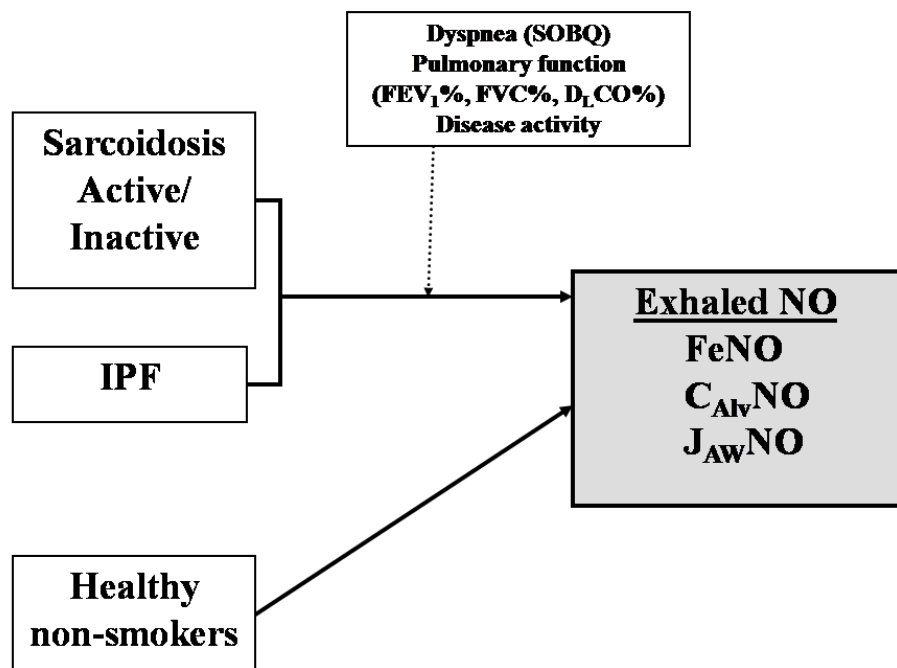 Dyspnea (SOBQ)
Pulmonary function
(FEV₁%, FVC%, DLCO%)
Disease activity
Sarcoidosis
Active/
Inactive
IPF
Healthy
non-smokers
Exhaled NO
FeNO
CAlvNO
JAWNO